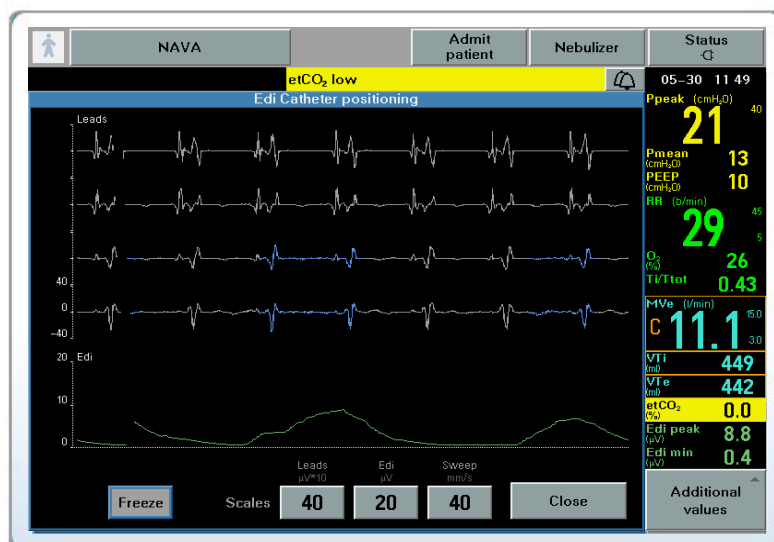 NAVA
Admit patient
Nebulizer
Status
etCO₂ low
05-30 11 49
Edi Catheter positioning
Leads
40
0
-40
20 Edi
10
0
Ppeak (cmH₂O)
21
40
Pmean (cmH₂O) 13
PEEP (cmH₂O) 10
RR (b/min)
29
45
5
O₂ (%) 26
Ti/Ttot 0.43
MVe (l/min)
C 11.1
15.0
3.0
VTi (ml) 449
VTe (ml) 442
etCO₂ (%) 0.0
Edi peak (µV) 8.8
Edi min (µV) 0.4
Leads Edi Sweep
µV*10 µV mm/s
Freeze Scales 40 20 40 Close
Additional values